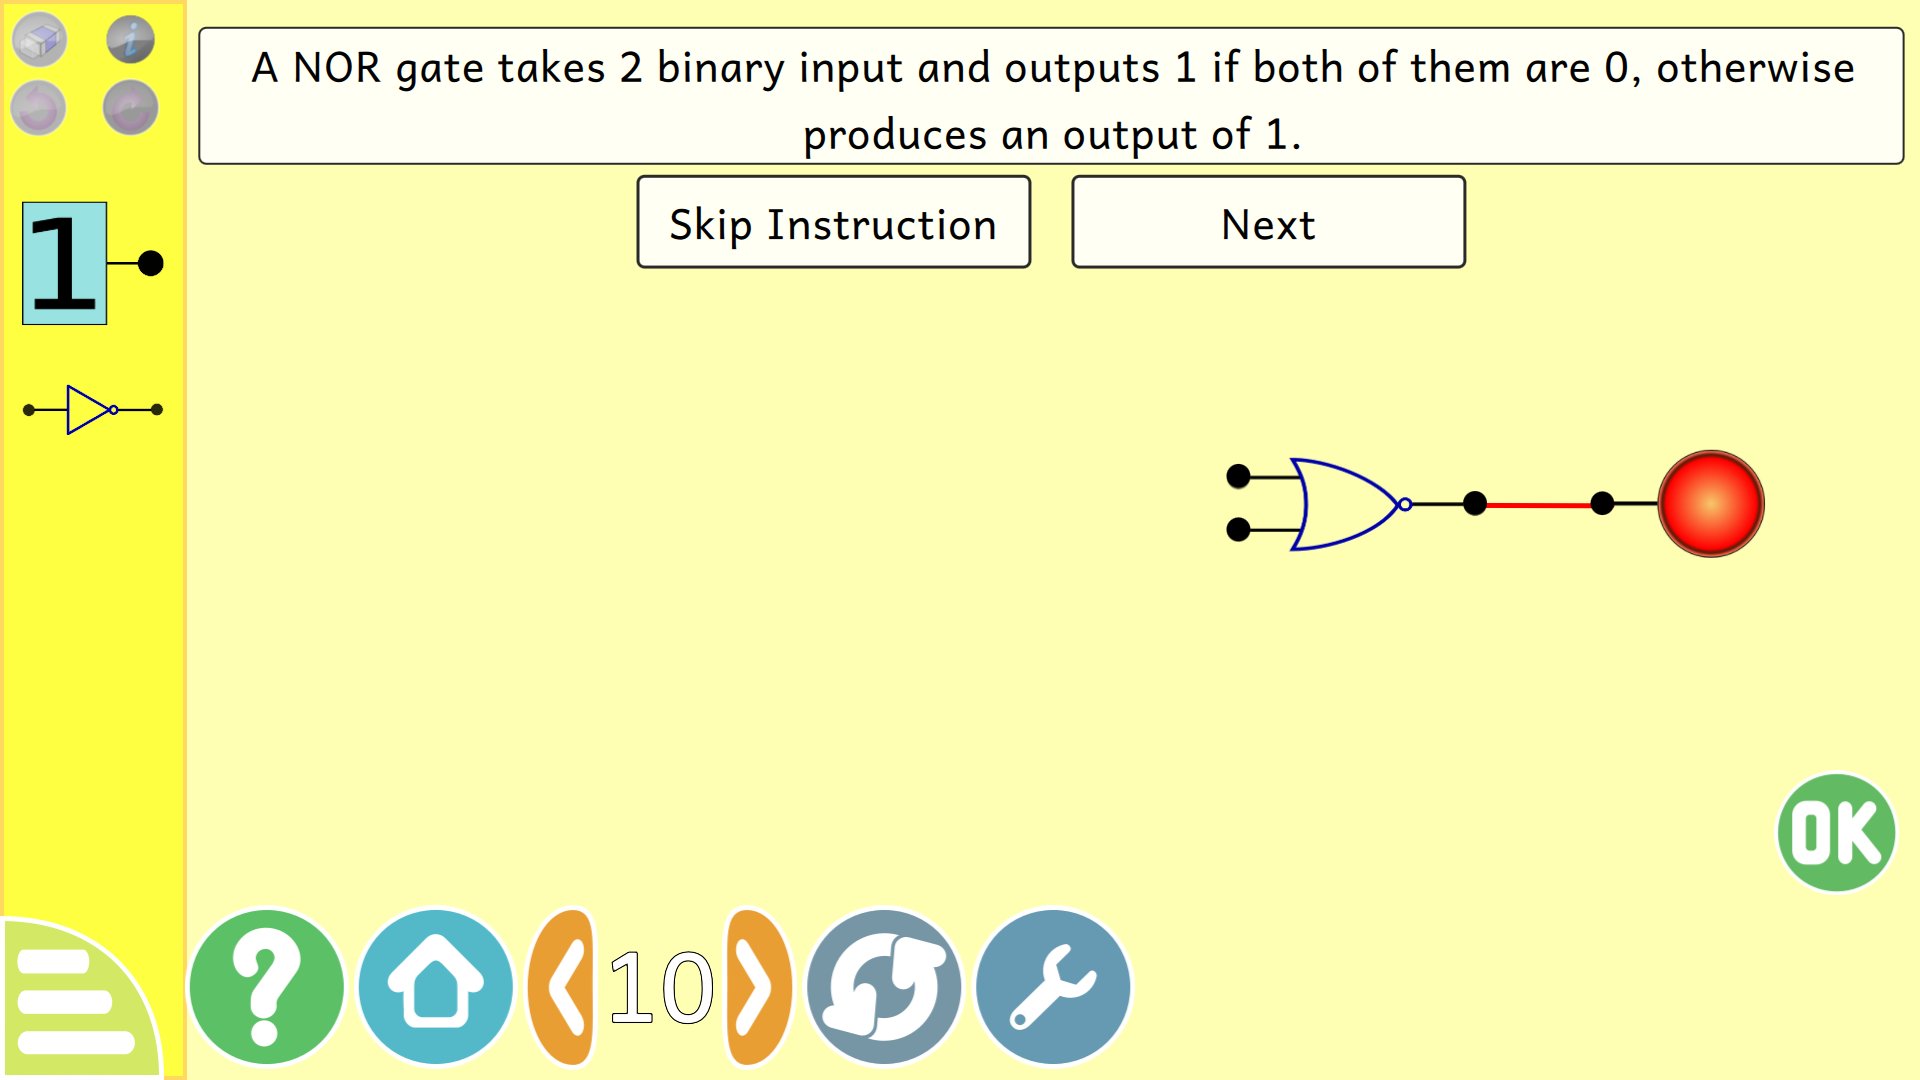 A NOR gate takes 2 binary input and outputs 1 if both of them are 0, otherwise
produces an output of 1.
Skip Instruction
Next
1
OK
10